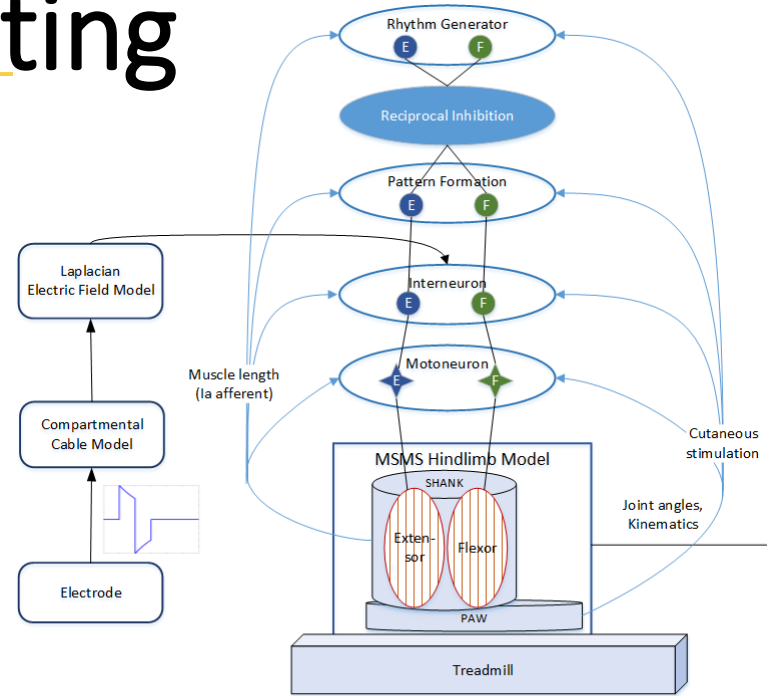 ting
Rhythm Generator
E F
Reciprocal Inhibition
Pattern Formation
E F
Laplacian
Electric Field Model
Interneuron
E F
Muscle length
(Ia afferent)
Motoneuron
E F
Compartmental
Cable Model
Cutaneous
stimulation
MSMS Hindlimb Model
SHANK
Joint angles,
Kinematics
Exten-
sor
Flexor
Electrode
PAW
Treadmill